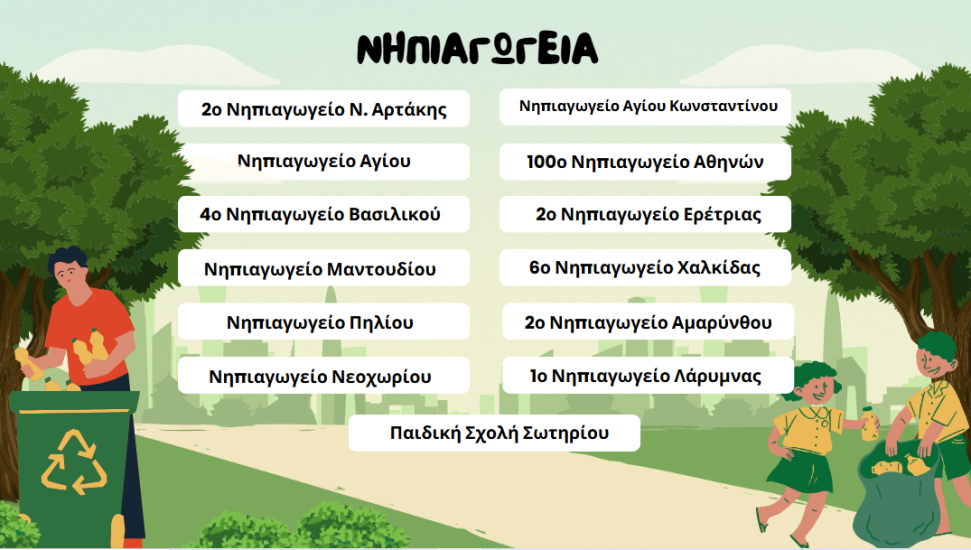 ΝΗΠΙΑΓΩΓΕΙΑ
2ο Νηπιαγωγείο Ν. Αρτάκης
Νηπιαγωγείο Αγίου Κωνσταντίνου
Νηπιαγωγείο Αγίου
100ο Νηπιαγωγείο Αθηνών
4ο Νηπιαγωγείο Βασιλικού
2ο Νηπιαγωγείο Ερέτριας
Νηπιαγωγείο Μαντουδίου
6ο Νηπιαγωγείο Χαλκίδας
Νηπιαγωγείο Πηλίου
2ο Νηπιαγωγείο Αμαρύνθου
Νηπιαγωγείο Νεοχωρίου
1ο Νηπιαγωγείο Λάρυμνας
Παιδική Σχολή Σωτηρίου